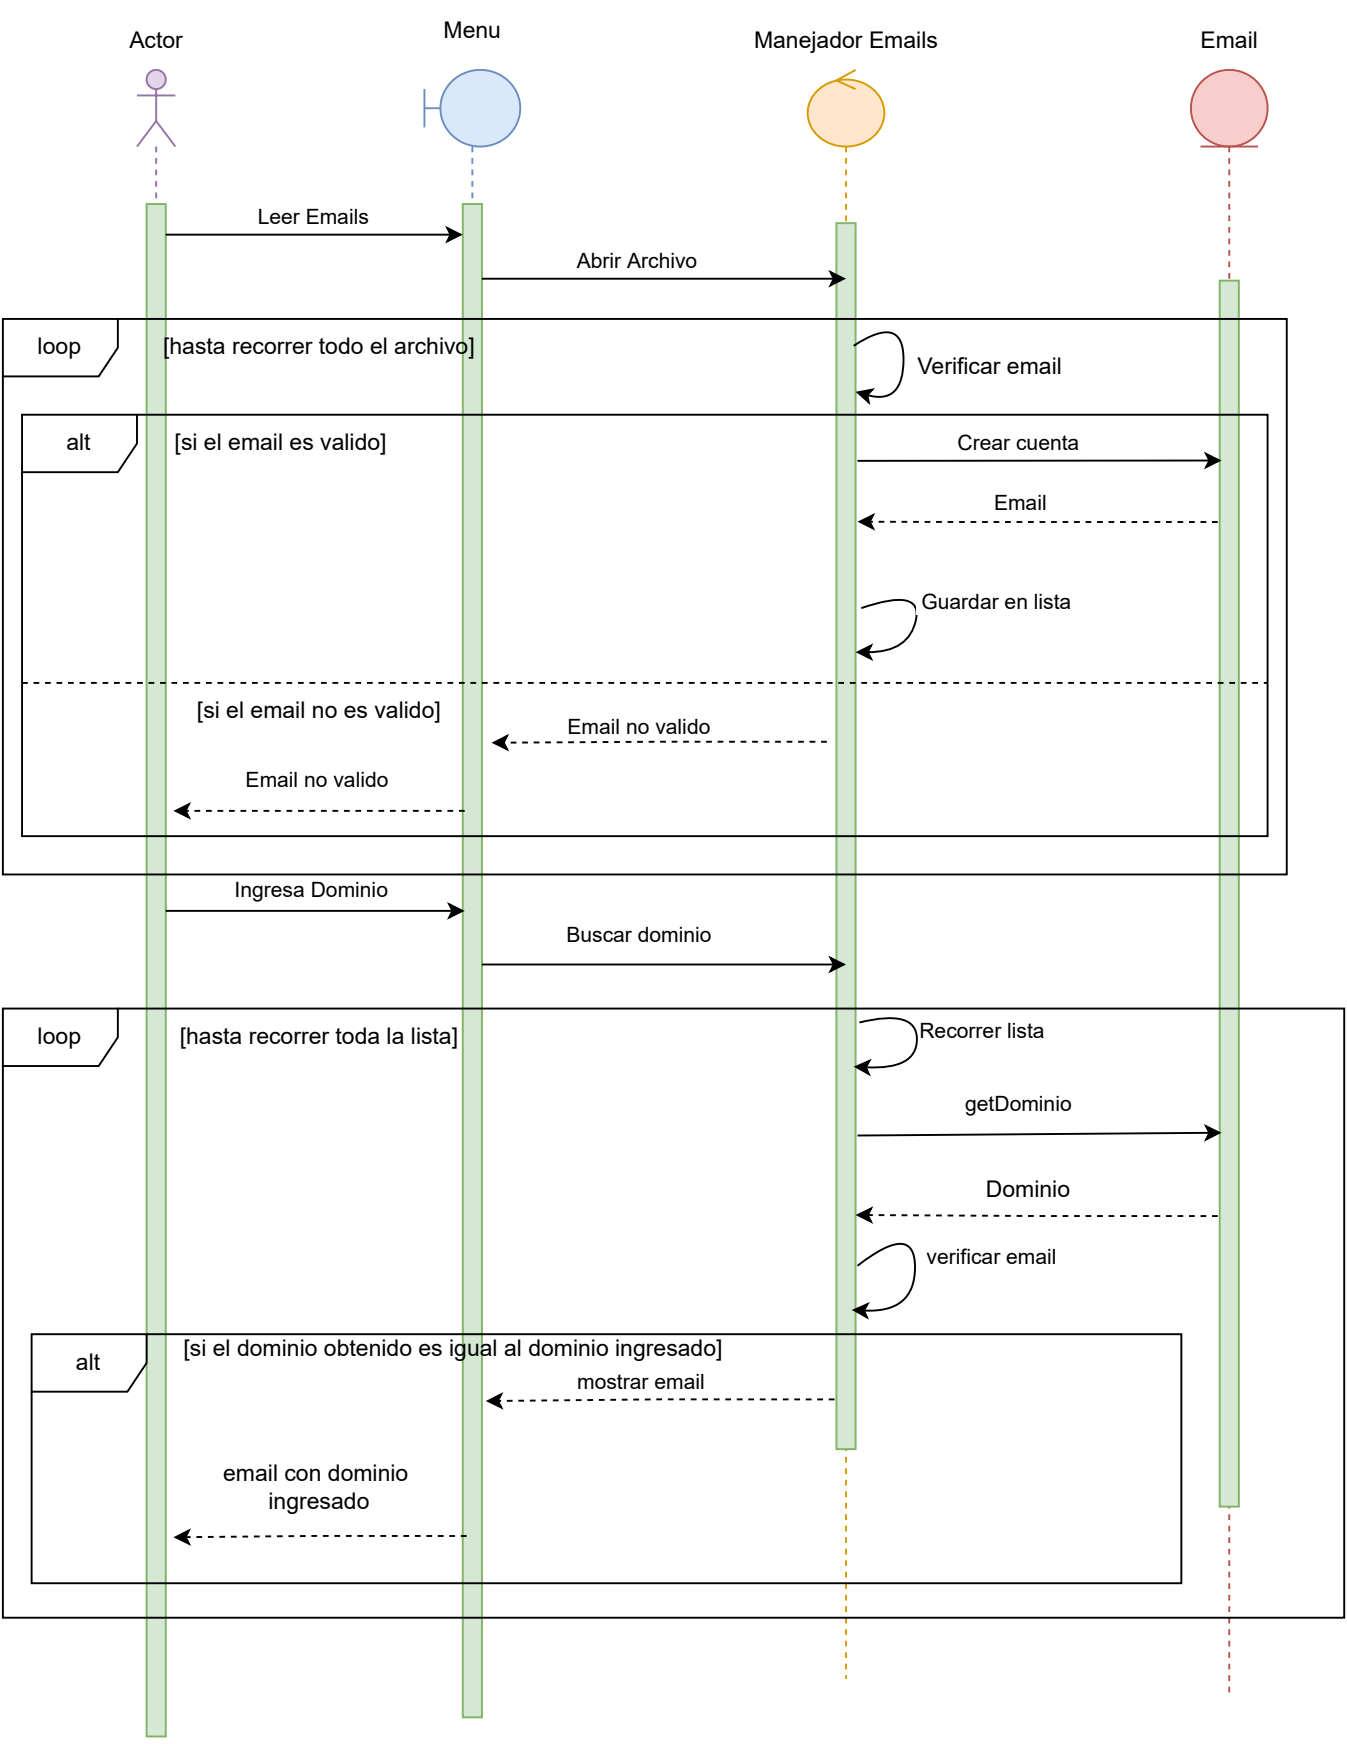 Actor
Menu
Manejador Emails
Email
Leer Emails
Abrir Archivo
loop
[hasta recorrer todo el archivo]
Verificar email
alt
[si el email es valido]
Crear cuenta
Email
Guardar en lista
[si el email no es valido]
Email no valido
Email no valido
Ingresa Dominio
Buscar dominio
loop
[hasta recorrer toda la lista]
Recorrer lista
getDominio
Dominio
verificar email
alt
[si el dominio obtenido es igual al dominio ingresado]
mostrar email
email con dominio
ingresado